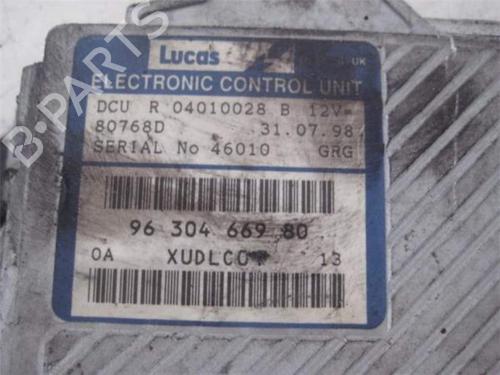 Lucas
UK
ELECTRONIC CONTROL UNIT
DCU R 04010028 B 12V
80768D 31.07.98
SERIAL No 46010 GRG
96 304 669 80
0A 13
B-PARTS